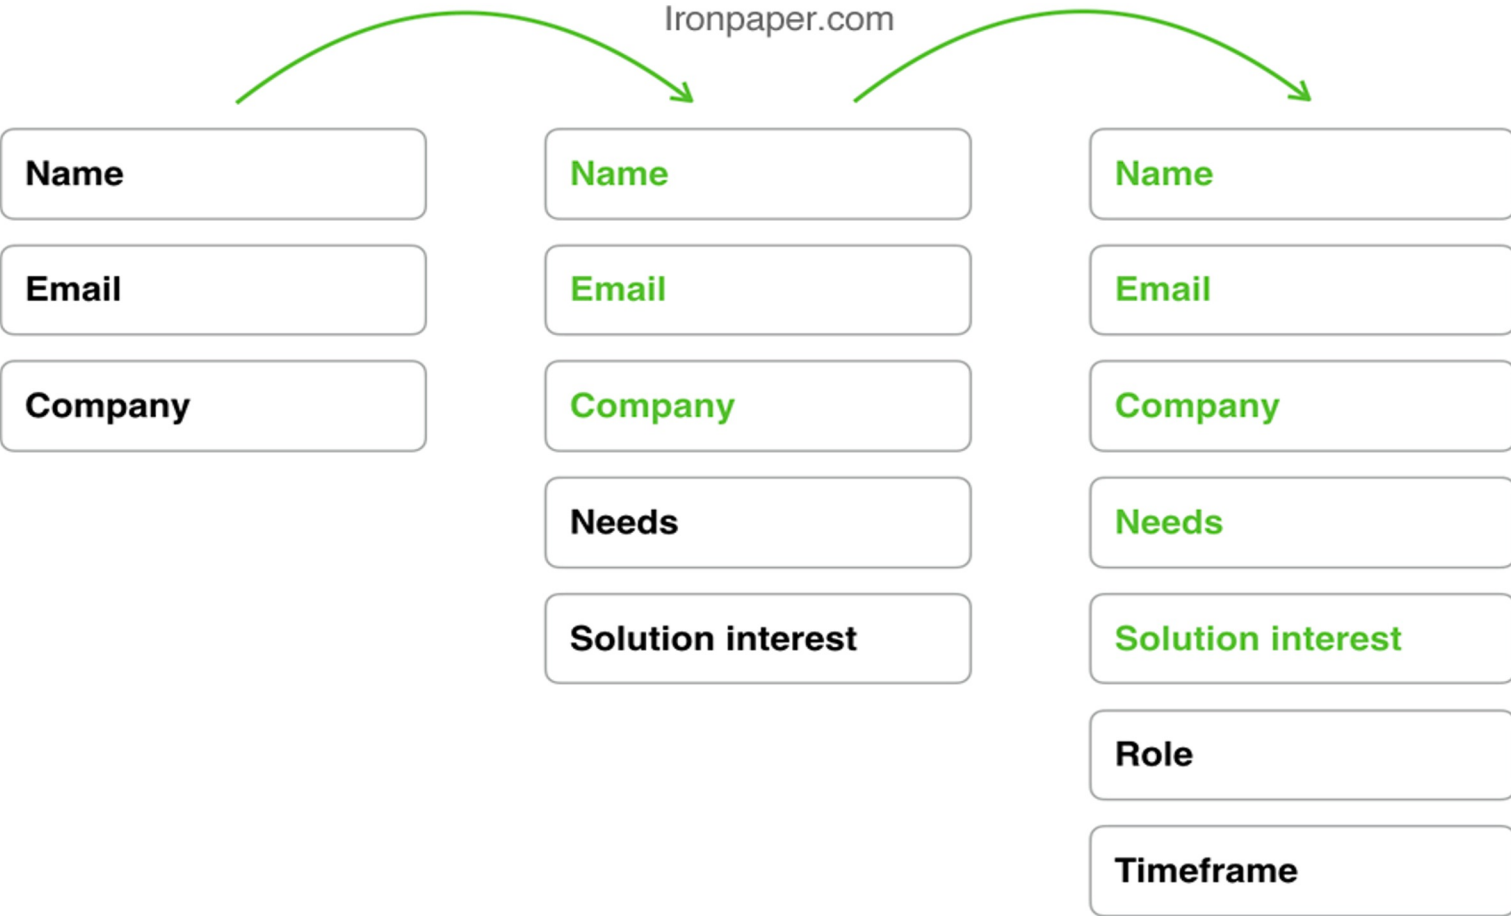 Ironpaper.com
Name
Email
Company
Name
Email
Company
Needs
Solution interest
Name
Email
Company
Needs
Solution interest
Role
Timeframe